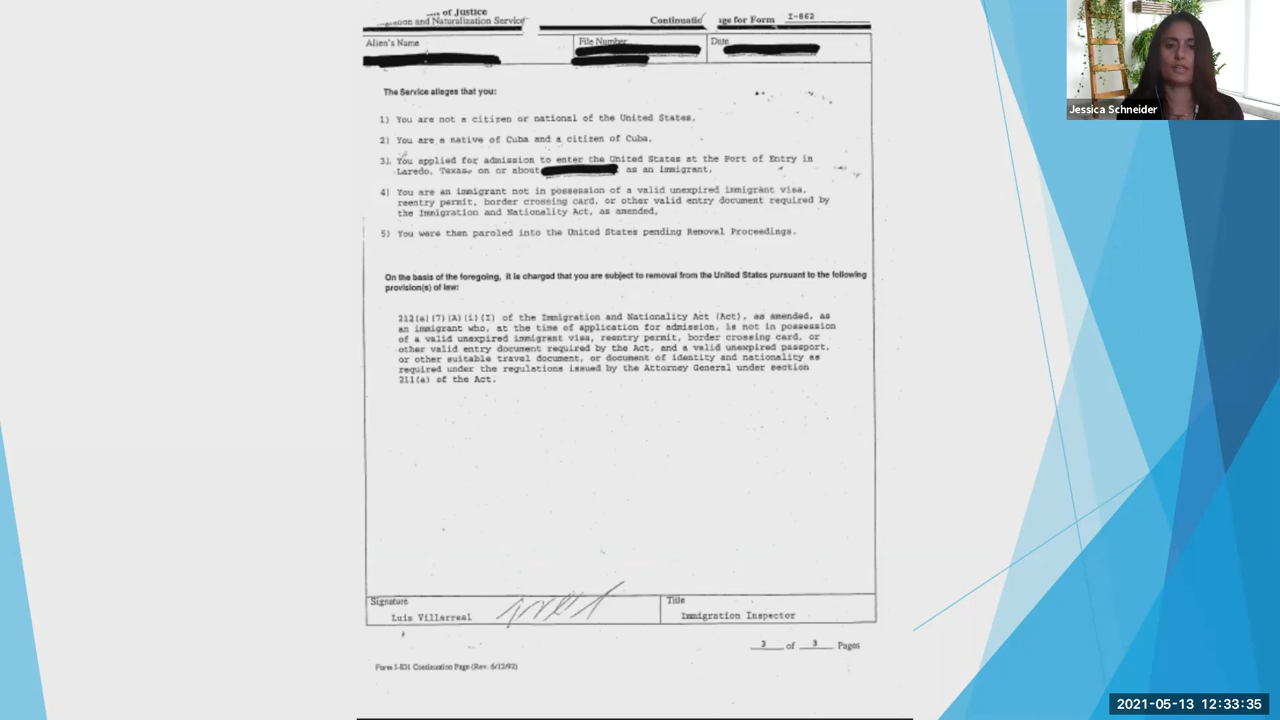 of Justice
and Naturalization Service
Continuatio age for Form I-862
Alien's Name
File Number
Date
The Service alleges that you:
1) You are not a citizen or national of the United States,
2) You are a native of Cuba and a citizen of Cuba,
3) You applied for admission to enter the United States at the Port of Entry in
Laredo, Texas on or about as an immigrant,
4) You are an immigrant not in possession of a valid unexpired immigrant visa,
reentry permit, border crossing card, or other valid entry document required by
the Immigration and Nationality Act, as amended,
5) You were then paroled into the United States pending Removal Proceedings.
On the basis of the foregoing, it is charged that you are subject to removal from the United States pursuant to the following
provision(s) of law:
212(a)(7)(A)(i)(I) of the Immigration and Nationality Act (Act), as amended, as
an immigrant who, at the time of application for admission, is not in possession
of a valid unexpired immigrant visa, reentry permit, border crossing card, or
other valid entry document required by the Act, and a valid unexpired passport,
or other suitable travel document, or document of identity and nationality as
required under the regulations issued by the Attorney General under section
211(a) of the Act.
Signature
Luis Villarreal
Title
Immigration Inspector
3 of 3 Pages
Form I-831 Continuation Page (Rev. 6/12/92)
Jessica Schneider
2021-05-13 12:33:35